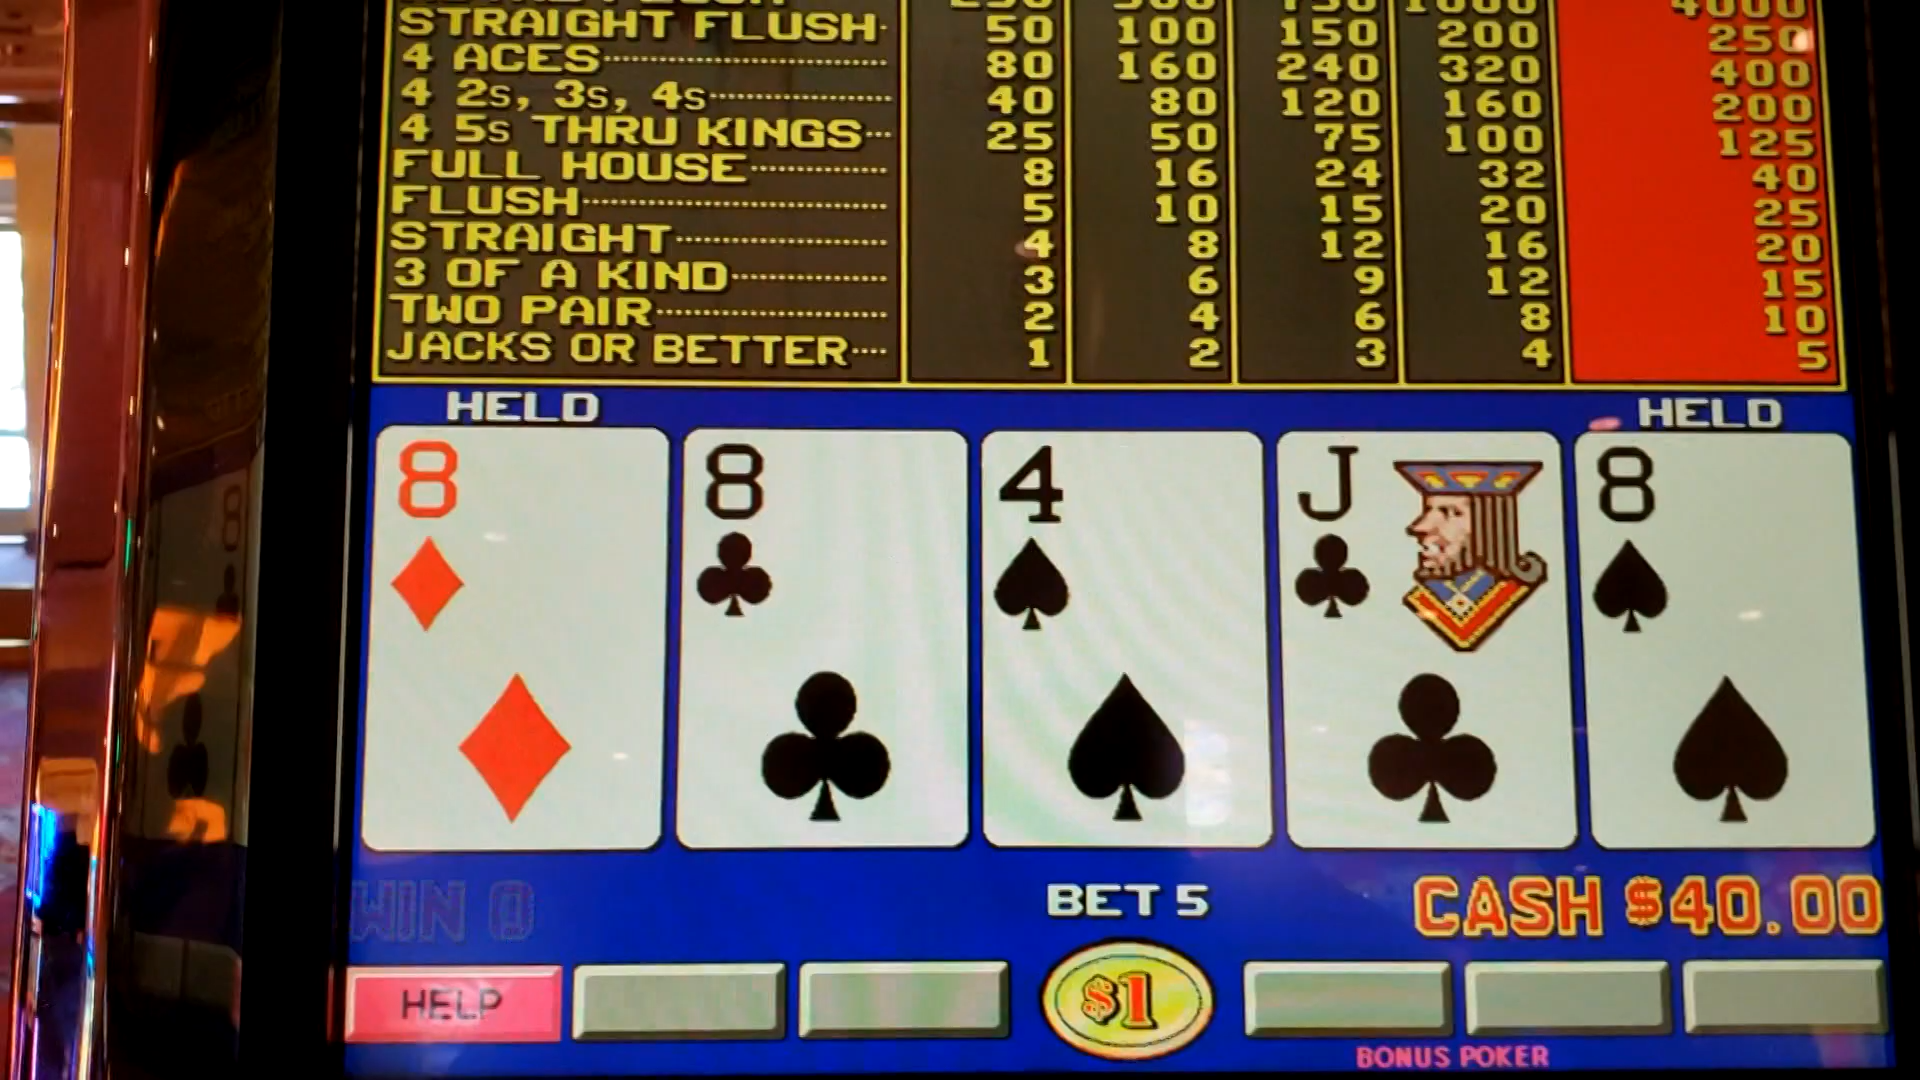 STRAIGHT FLUSH 50 100 150 200 250
4 ACES 80 160 240 320 400
4 2s, 3s, 4s 40 80 120 160 200
4 5s THRU KINGS 25 50 75 100 125
FULL HOUSE 8 16 24 32 40
FLUSH 5 10 15 20 25
STRAIGHT 4 8 12 16 20
3 OF A KIND 3 6 9 12 15
TWO PAIR 2 4 6 8 10
JACKS OR BETTER 1 2 3 4 5
HELD HELD
8 8 4 J 8
WIN 0 BET 5 CASH $40.00
HELP $1
BONUS POKER